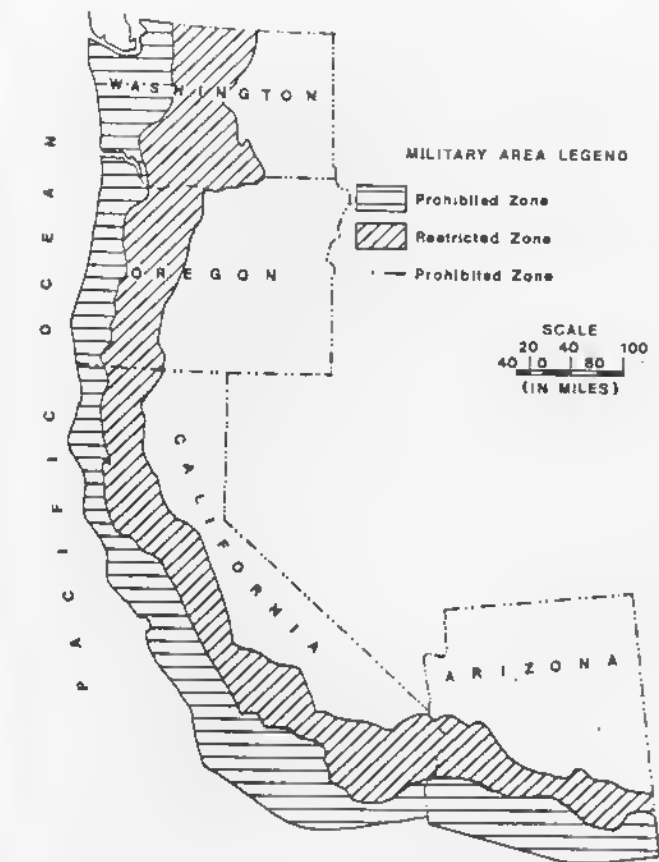 WASHINGTON
PACIFIC OCEAN
MILITARY AREA LEGEND
Prohibited Zone
Restricted Zone
Prohibited Zone
OREGON
SCALE
20 40 100
40 0 80
(IN MILES)
CALIFORNIA
ARIZONA